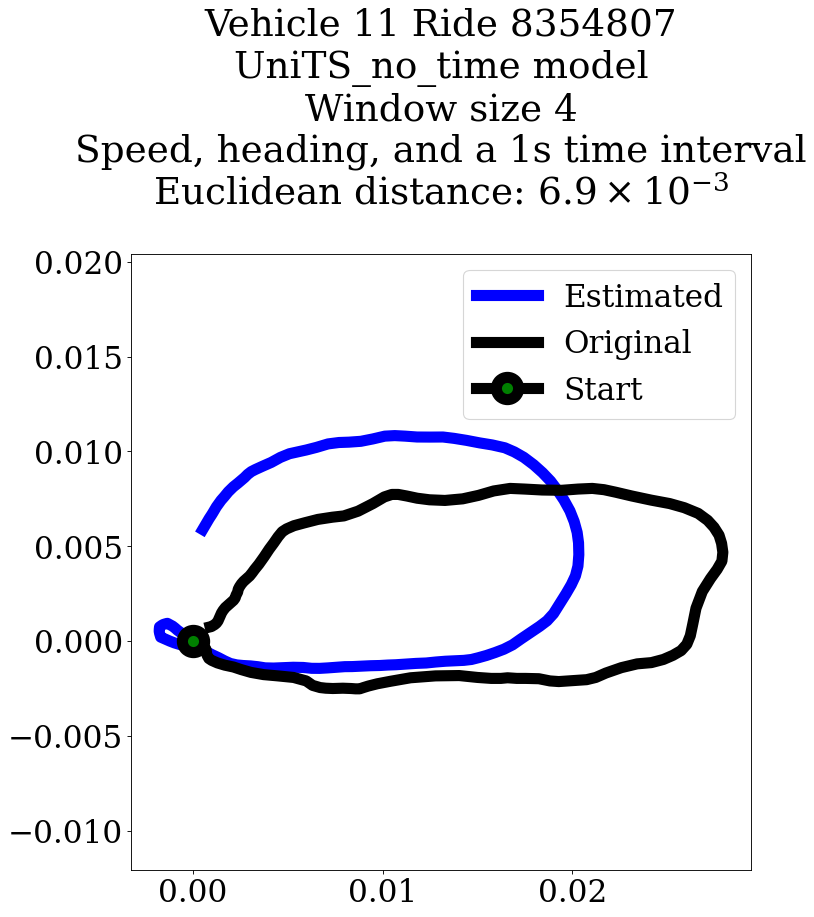 Vehicle 11 Ride 8354807
UniTS_no_time model
Window size 4
Speed, heading, and a 1s time interval
Euclidean distance: 6.9 × 10⁻³
0.020
0.015
0.010
0.005
0.000
−0.005
−0.010
Estimated
Original
Start
0.00 0.01 0.02